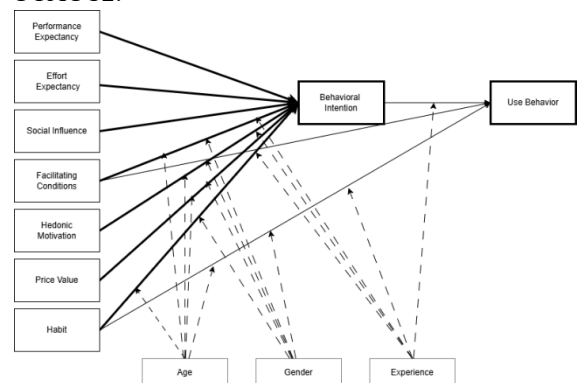 Performance
Expectancy
Effort
Expectancy
Behavioral
Intention
Use Behavior
Social Influence
Facilitating
Conditions
Hedonic
Motivation
Price Value
Habit
Age
Gender
Experience